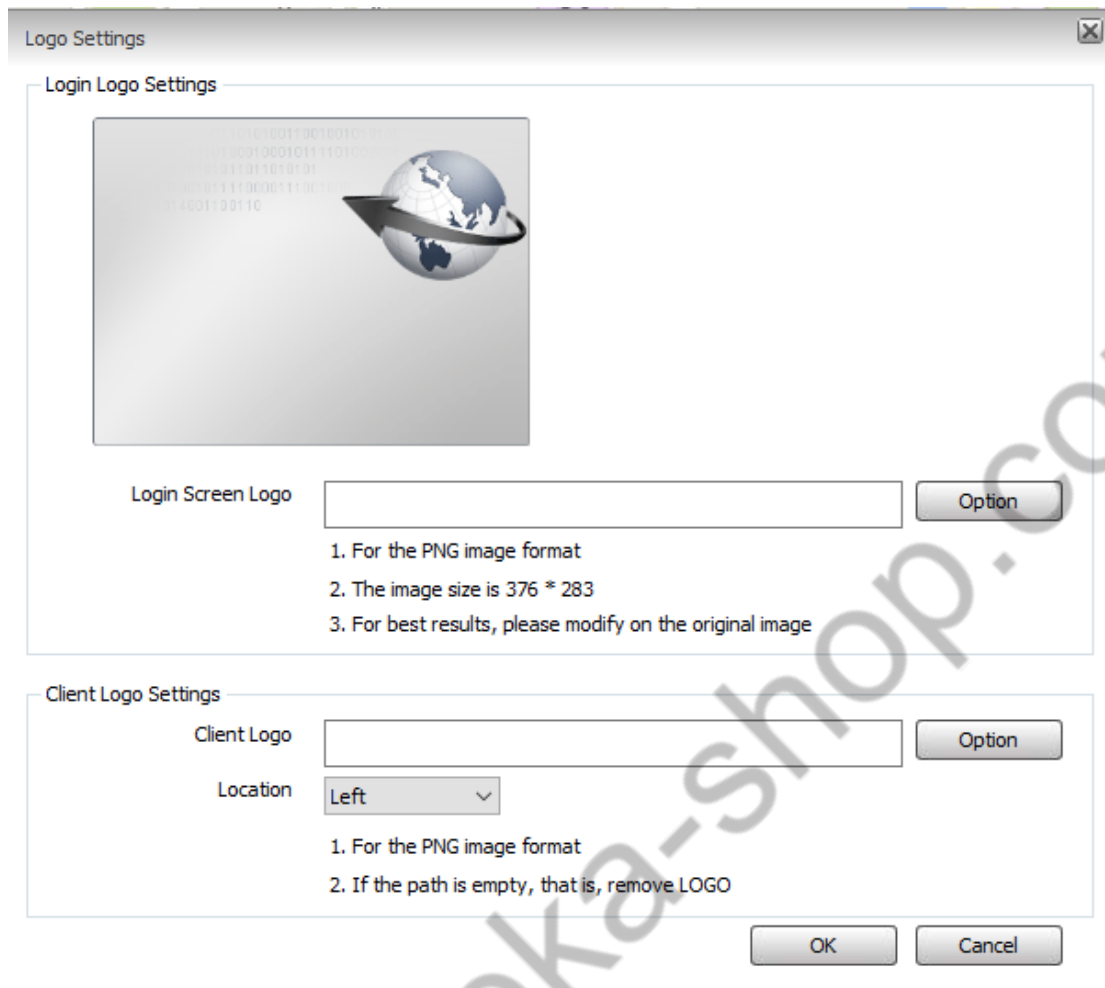 Logo Settings
Login Logo Settings
Login Screen Logo
Option
1. For the PNG image format
2. The image size is 376 * 283
3. For best results, please modify on the original image
Client Logo Settings
Client Logo
Option
Location
Left
1. For the PNG image format
2. If the path is empty, that is, remove LOGO
OK
Cancel